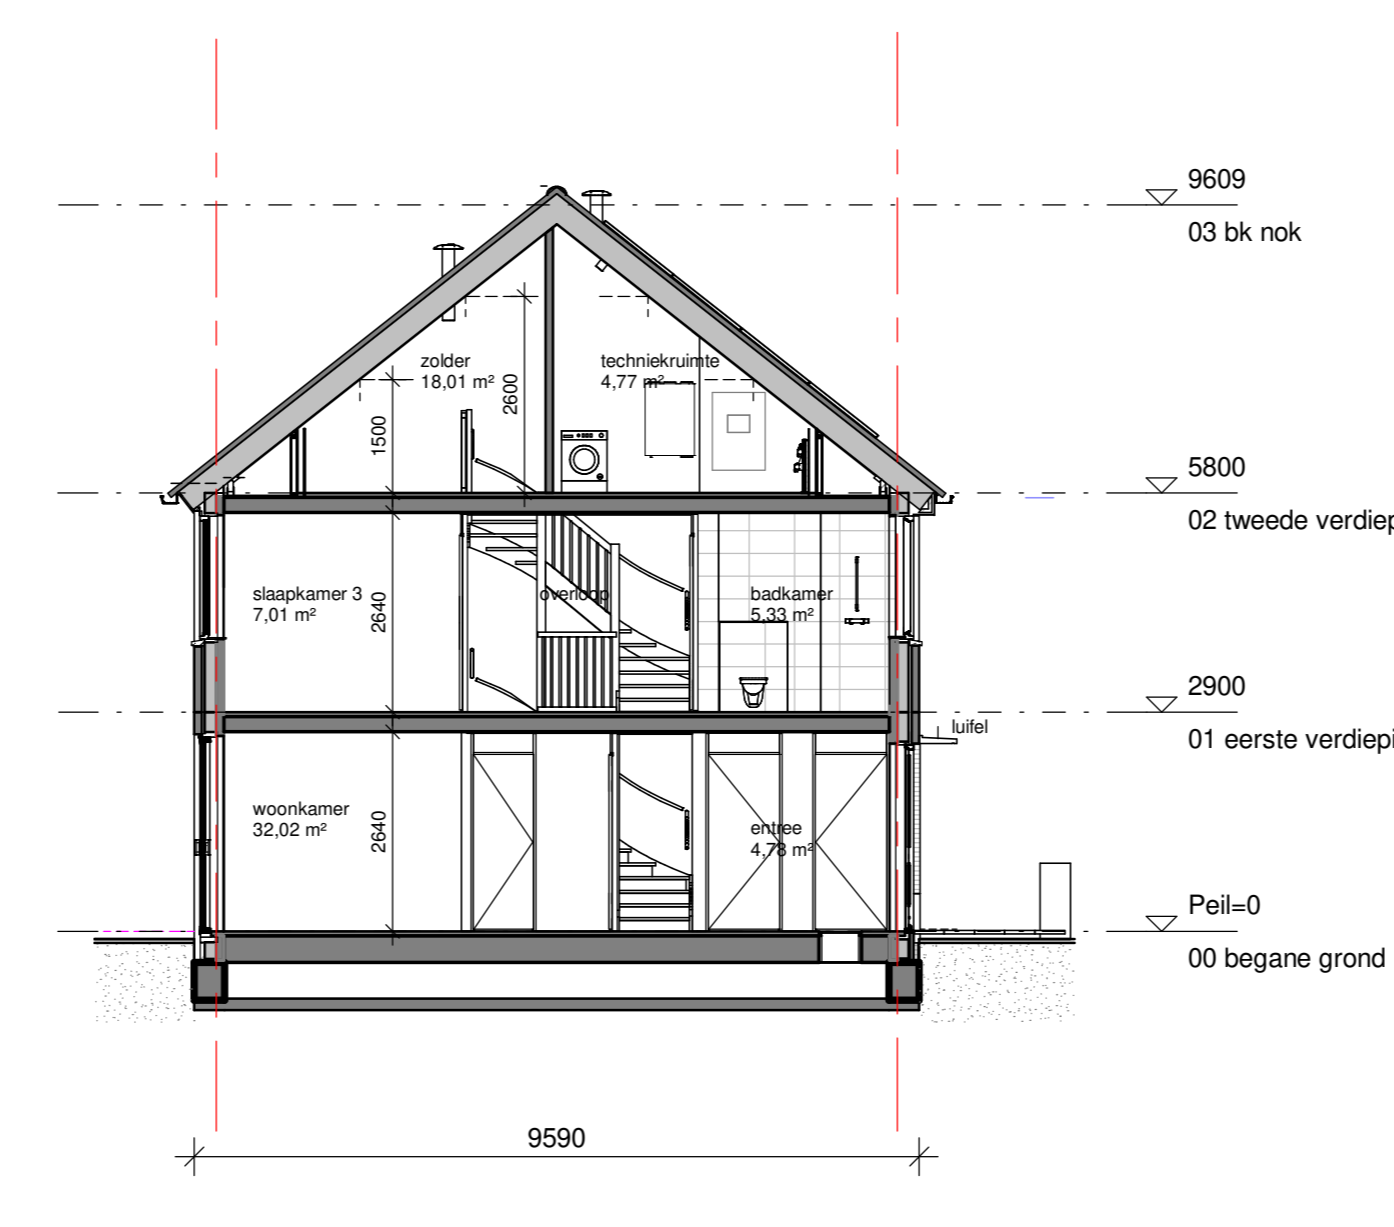 9609
03 bk nok
zolder
18,01 m²
techniekruimte
4,77 m²
2600
1500
5800
02 tweede verdiep
slaapkamer 3
7,01 m²
2640
overloop
badkamer
5,33 m²
2900
01 eerste verdiepi
luifel
woonkamer
32,02 m²
2640
entree
4,78 m²
Peil=0
00 begane grond
9590